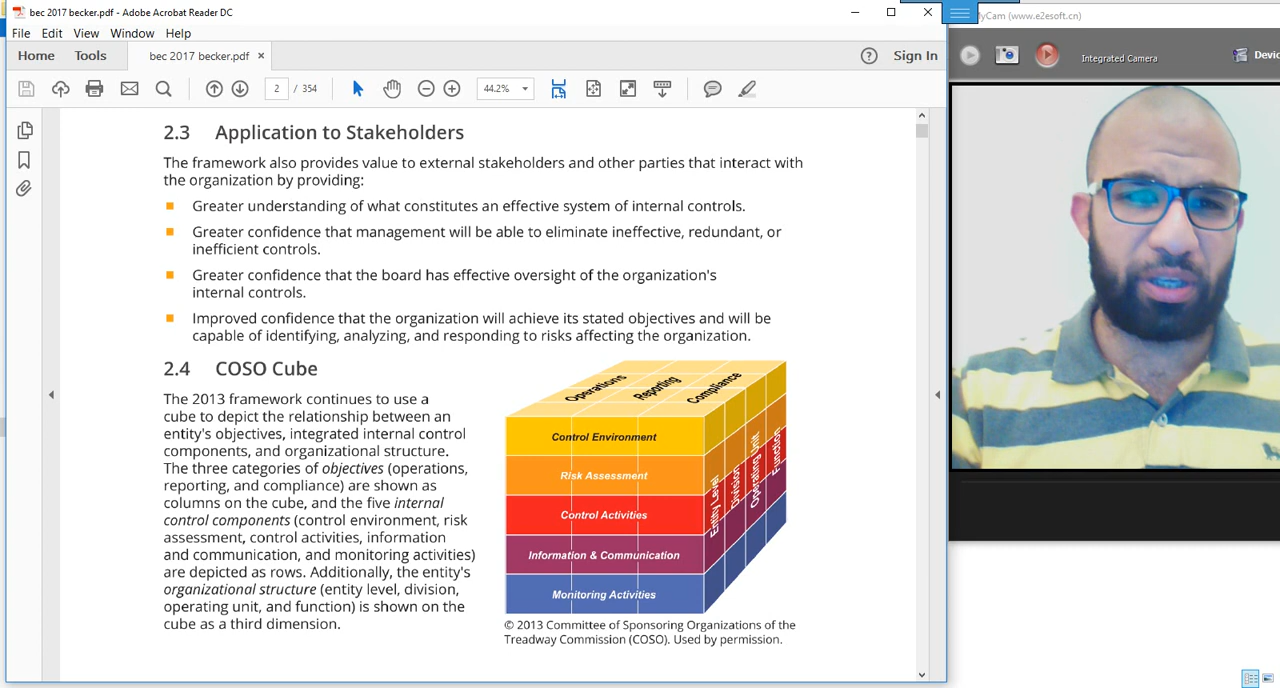 bec 2017 becker.pdf - Adobe Acrobat Reader DC
File Edit View Window Help
Home Tools bec 2017 becker.pdf × Sign In
2 / 354 44.2%
2.3 Application to Stakeholders
The framework also provides value to external stakeholders and other parties that interact with
the organization by providing:
Greater understanding of what constitutes an effective system of internal controls.
Greater confidence that management will be able to eliminate ineffective, redundant, or
inefficient controls.
Greater confidence that the board has effective oversight of the organization's
internal controls.
Improved confidence that the organization will achieve its stated objectives and will be
capable of identifying, analyzing, and responding to risks affecting the organization.
2.4 COSO Cube
The 2013 framework continues to use a
cube to depict the relationship between an
entity's objectives, integrated internal control
components, and organizational structure.
The three categories of objectives (operations,
reporting, and compliance) are shown as
columns on the cube, and the five internal
control components (control environment, risk
assessment, control activities, information
and communication, and monitoring activities)
are depicted as rows. Additionally, the entity's
organizational structure (entity level, division,
operating unit, and function) is shown on the
cube as a third dimension.
Operations
Reporting
Compliance
Control Environment
Risk Assessment
Control Activities
Information & Communication
Monitoring Activities
Entity Level
Division
Operating Unit
Function
© 2013 Committee of Sponsoring Organizations of the
Treadway Commission (COSO). Used by permission.
yCam (www.e2esoft.cn)
Integrated Camera
Devic